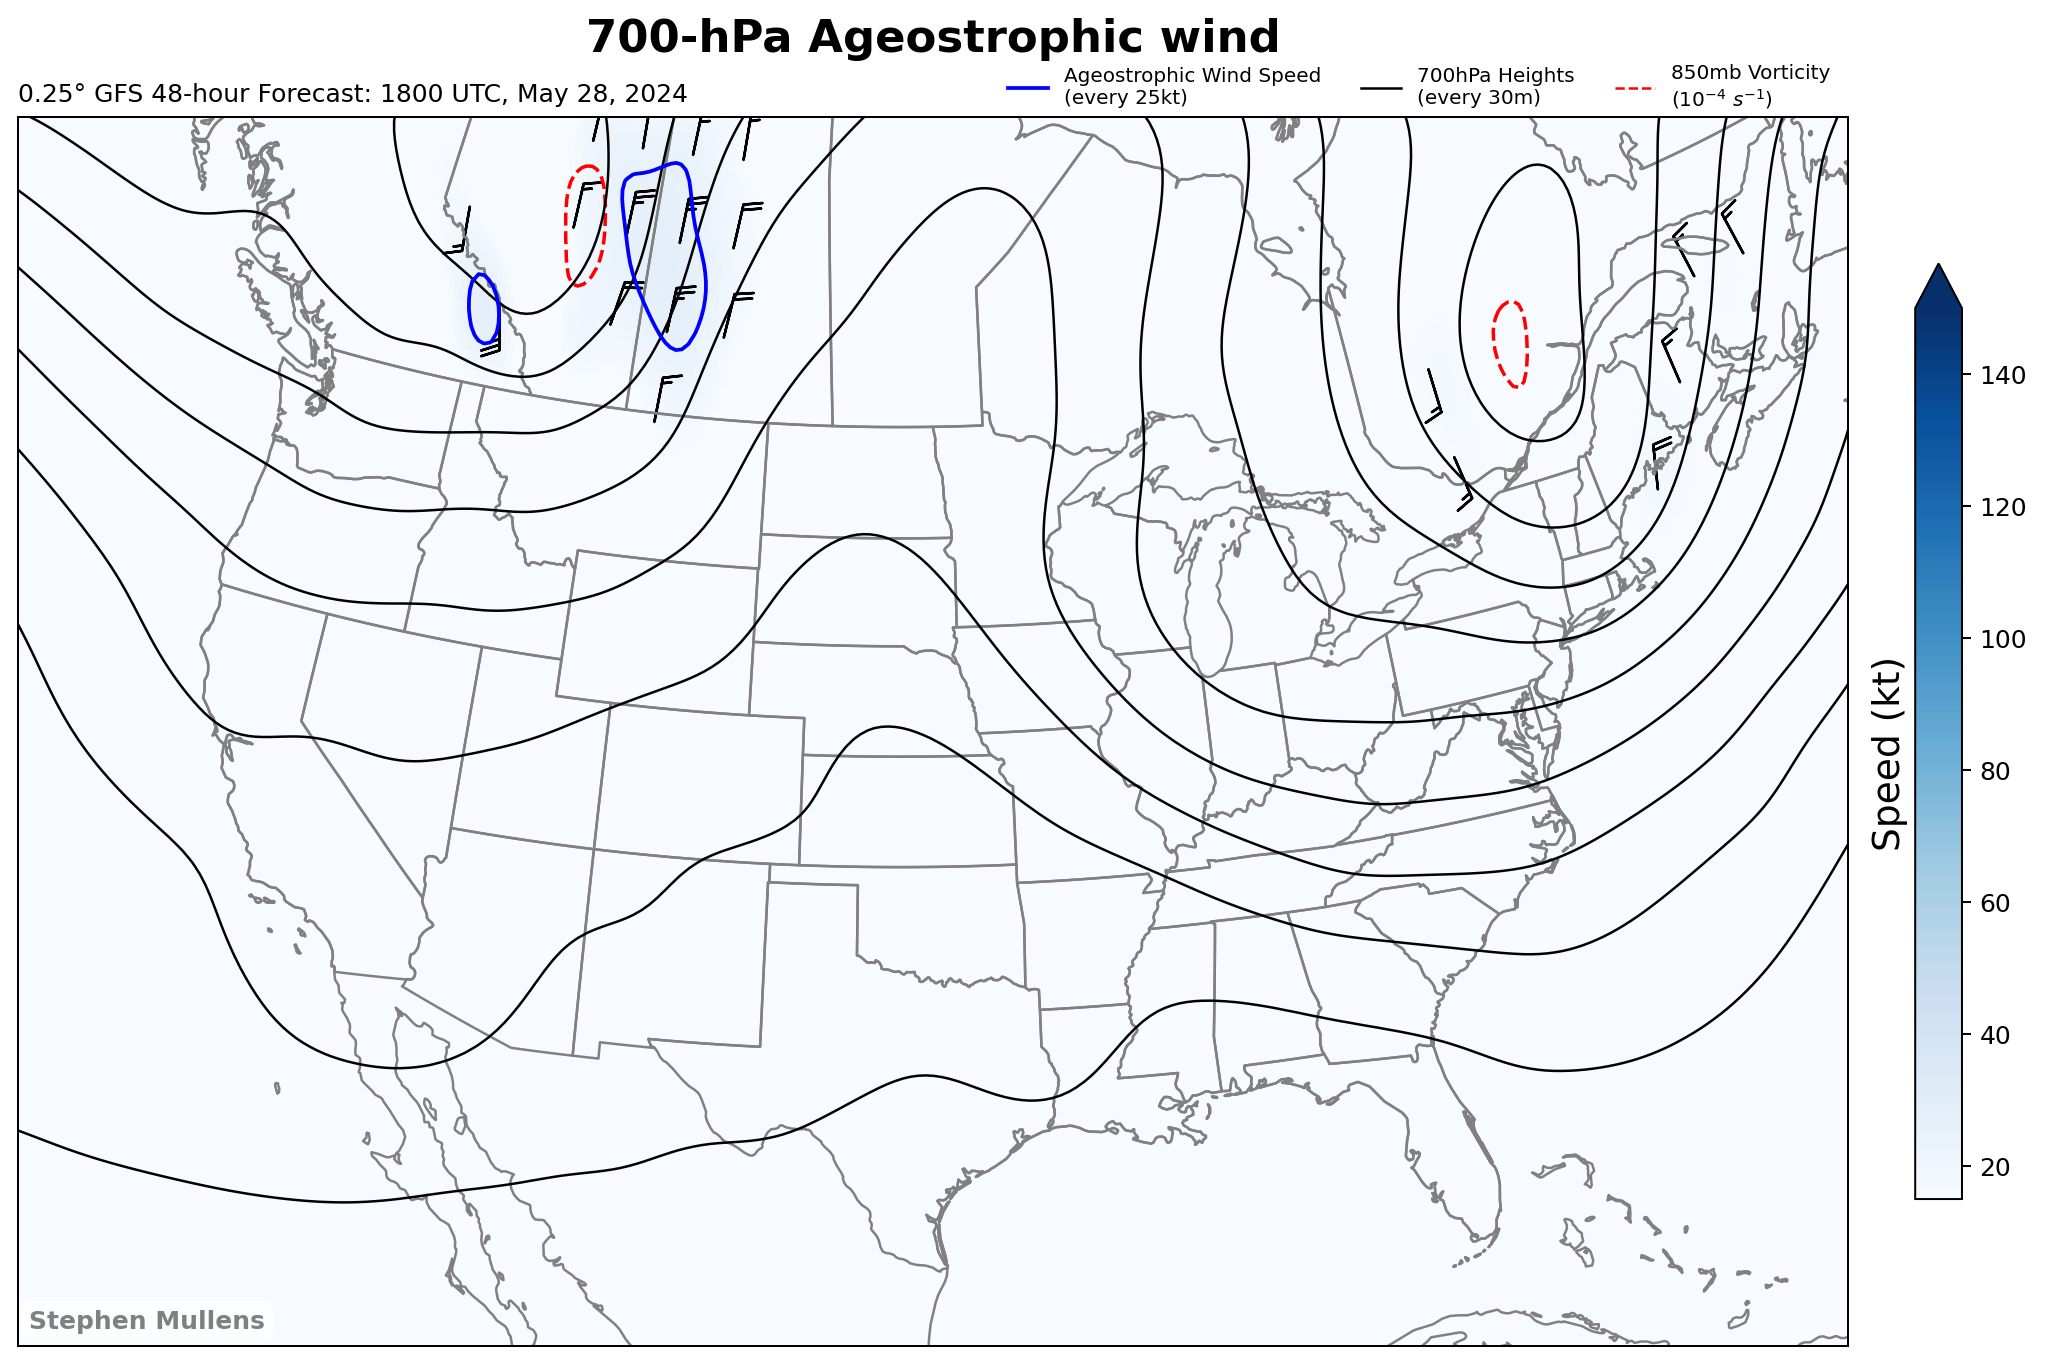 700-hPa Ageostrophic wind
0.25° GFS 48-hour Forecast: 1800 UTC, May 28, 2024
Ageostrophic Wind Speed
(every 25kt)
700hPa Heights
(every 30m)
850mb Vorticity
(10⁻⁴ s⁻¹)
140
120
100
80
60
40
20
Speed (kt)
Stephen Mullens